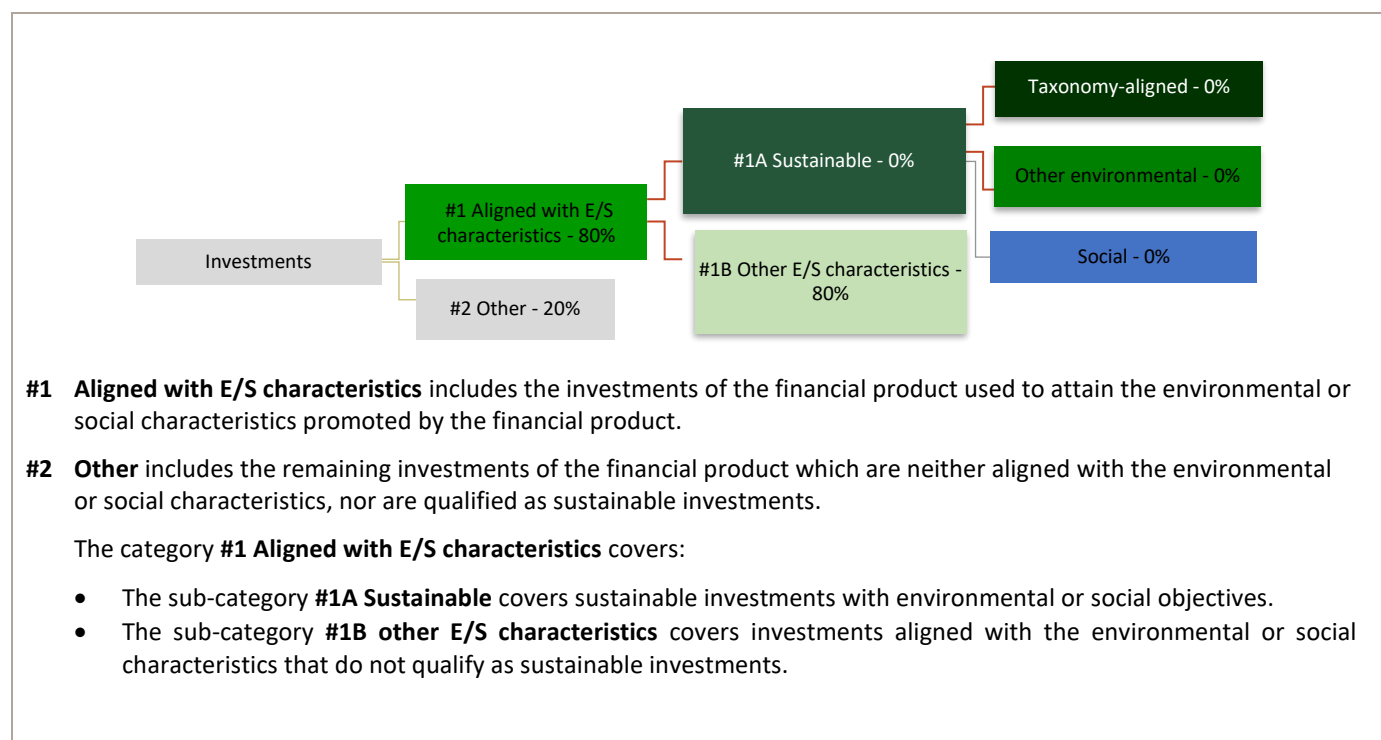 Taxonomy-aligned - 0%
#1A Sustainable - 0%
Other environmental - 0%
#1 Aligned with E/S
characteristics - 80%
Investments
#1B Other E/S characteristics -
80%
Social - 0%
#2 Other - 20%
#1 Aligned with E/S characteristics includes the investments of the financial product used to attain the environmental or
social characteristics promoted by the financial product.
#2 Other includes the remaining investments of the financial product which are neither aligned with the environmental
or social characteristics, nor are qualified as sustainable investments.
The category #1 Aligned with E/S characteristics covers:
• The sub-category #1A Sustainable covers sustainable investments with environmental or social objectives.
• The sub-category #1B other E/S characteristics covers investments aligned with the environmental or social
characteristics that do not qualify as sustainable investments.